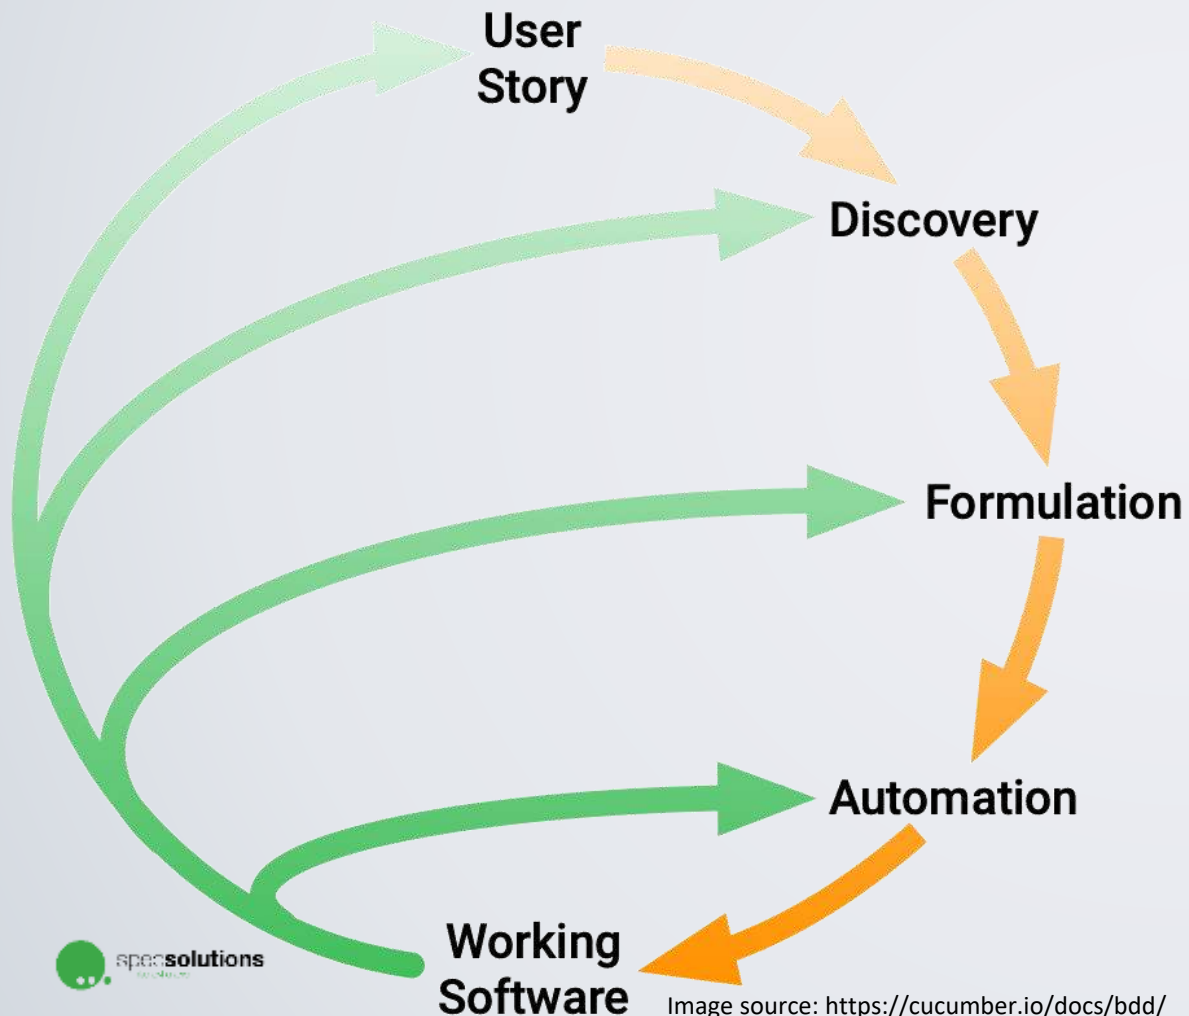 User
Story
Discovery
Formulation
Automation
Working
Software
specsolutions
Image source: https://cucumber.io/docs/bdd/